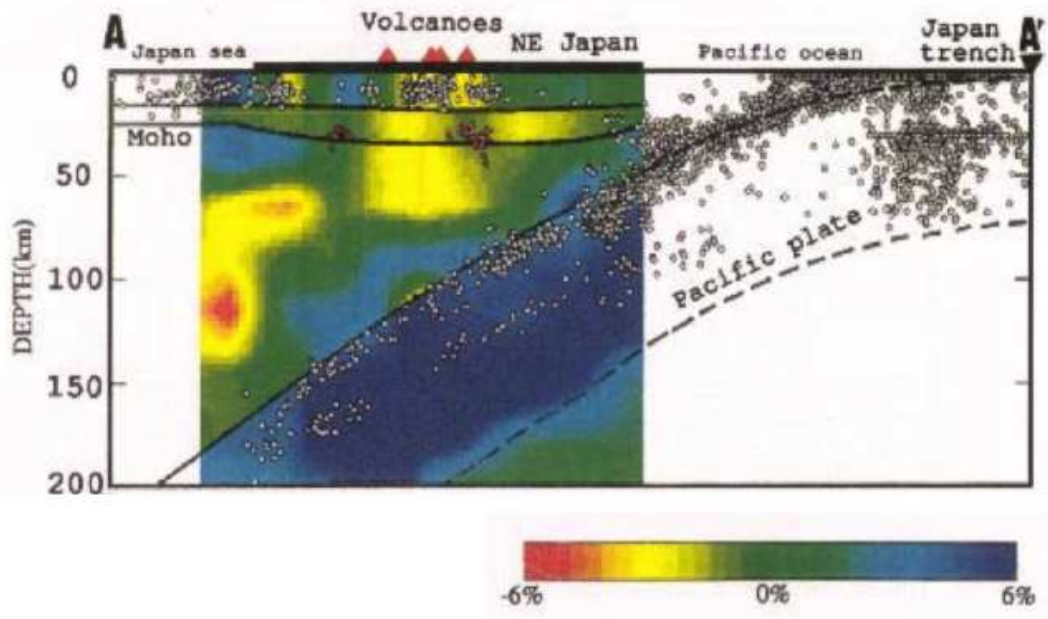 Volcanoes
A Japan sea NE Japan Pacific ocean Japan trench A'
0
Moho
50
100
150
200
DEPTH(km)
Pacific plate
-6% 0% 6%